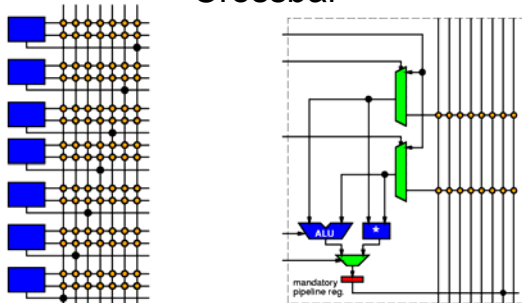 Crossbar
ALU
*
mandatory
pipeline reg.